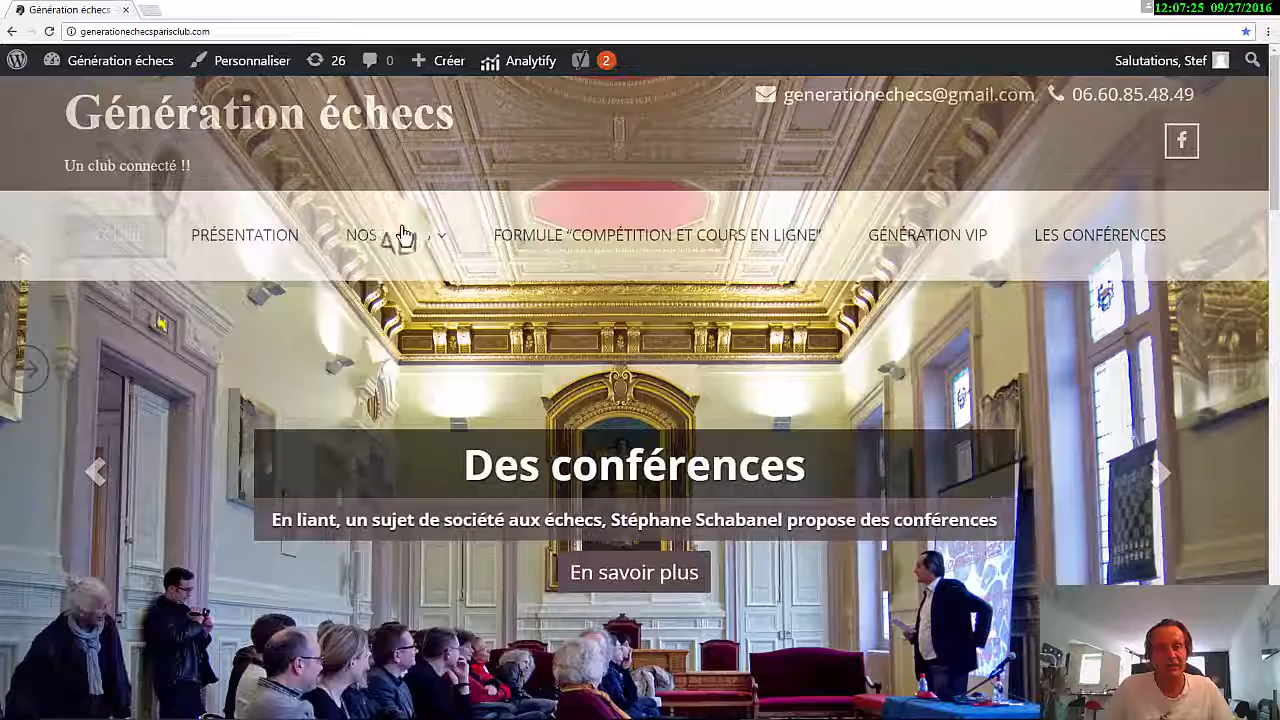 Génération échecs
12:07:25 09/27/2016
generationechecsparisclub.com
Génération échecs Personnaliser 26 0 Créer Analytify 2 Salutations, Stef
Génération échecs
generationechecs@gmail.com 06.60.85.48.49
Un club connecté !!
PRÉSENTATION NOS FORMULE “COMPÉTITION ET COURS EN LIGNE” GÉNÉRATION VIP LES CONFÉRENCES
Des conférences
En liant, un sujet de société aux échecs, Stéphane Schabanel propose des conférences
En savoir plus